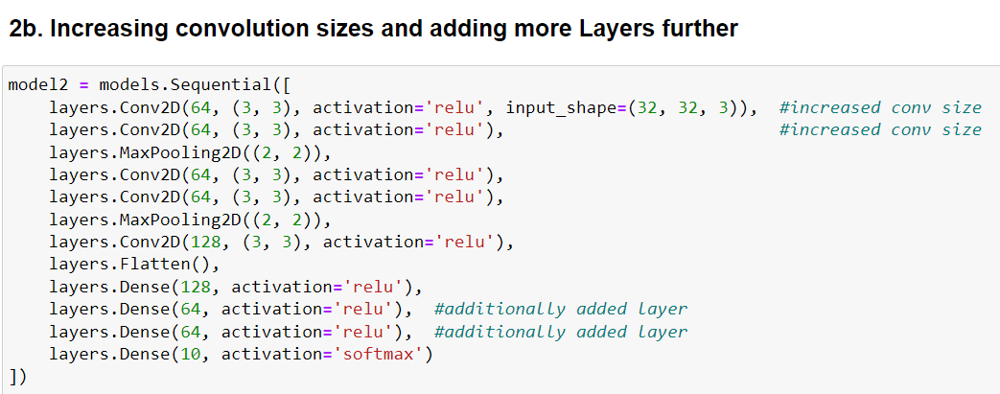 2b. Increasing convolution sizes and adding more Layers further
model2 = models.Sequential([
    layers.Conv2D(64, (3, 3), activation='relu', input_shape=(32, 32, 3)),  #increased conv size
    layers.Conv2D(64, (3, 3), activation='relu'),                           #increased conv size
    layers.MaxPooling2D((2, 2)),
    layers.Conv2D(64, (3, 3), activation='relu'),
    layers.Conv2D(64, (3, 3), activation='relu'),
    layers.MaxPooling2D((2, 2)),
    layers.Conv2D(128, (3, 3), activation='relu'),
    layers.Flatten(),
    layers.Dense(128, activation='relu'),
    layers.Dense(64, activation='relu'),  #additionally added layer
    layers.Dense(64, activation='relu'),  #additionally added layer
    layers.Dense(10, activation='softmax')
])